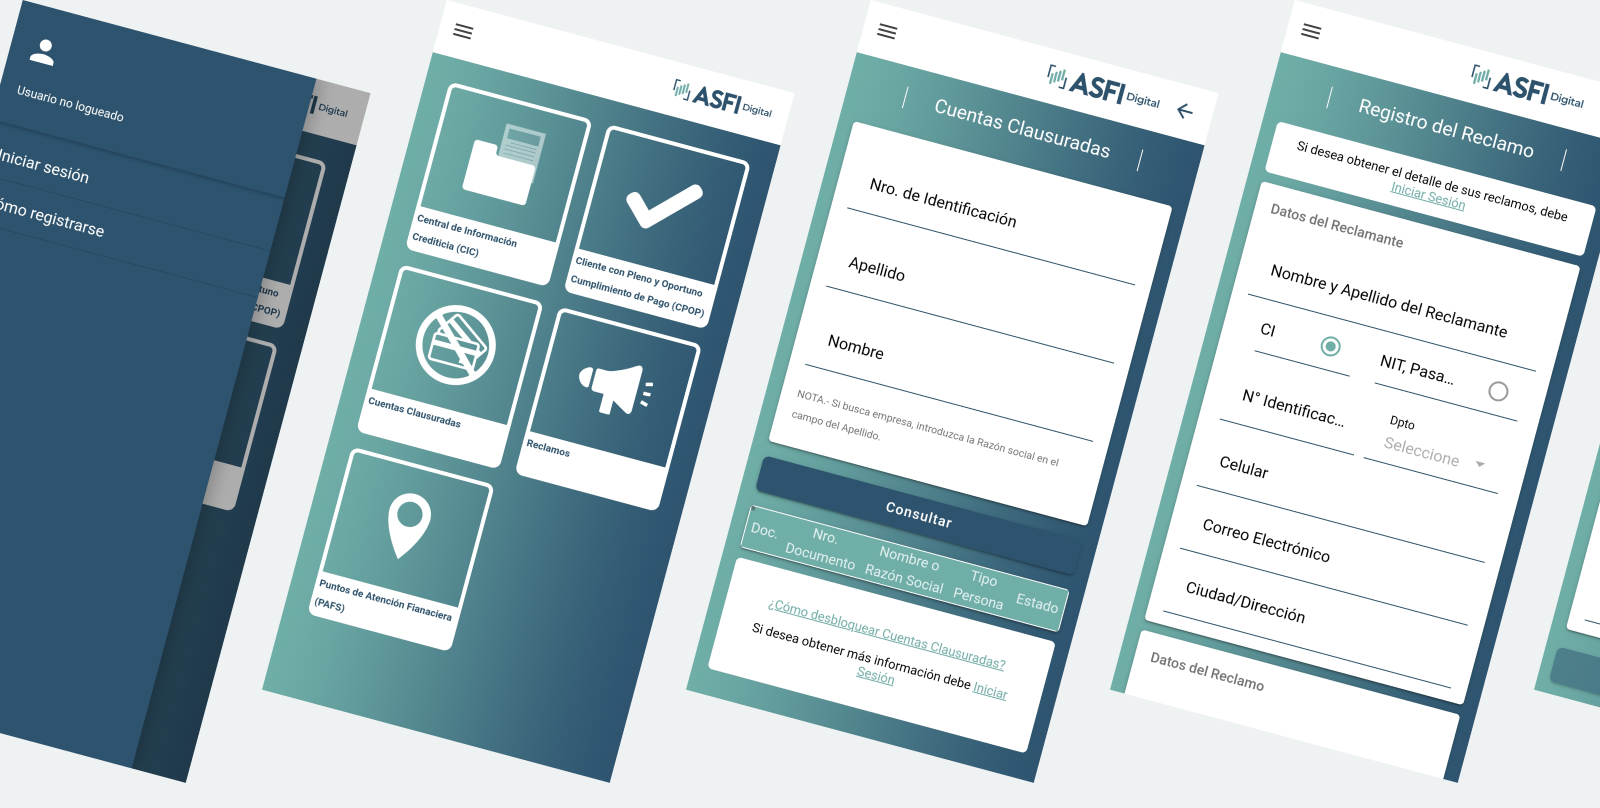 Usuario no logueado
Iniciar sesión
Cómo registrarse
Digital
ASFI Digital
Central de Información
Crediticia (CIC)
Cliente con Pleno y Oportuno
Cumplimiento de Pago (CPOP)
Cuentas Clausuradas
Reclamos
Puntos de Atención Fianaciera
(PAFS)
ASFI Digital
Cuentas Clausuradas
Nro. de Identificación
Apellido
Nombre
NOTA.- Si busca empresa, introduzca la Razón social en el
campo del Apellido.
Consultar
Doc.
Nro.
Documento
Nombre o
Razón Social
Tipo
Persona
Estado
¿Cómo desbloquear Cuentas Clausuradas?
Si desea obtener más información debe Iniciar
Sesión
ASFI Digital
Registro del Reclamo
Si desea obtener el detalle de sus reclamos, debe
Iniciar Sesión
Datos del Reclamante
Nombre y Apellido del Reclamante
CI
NIT, Pasa...
N° Identificac...
Dpto
Seleccione
Celular
Correo Electrónico
Ciudad/Dirección
Datos del Reclamo